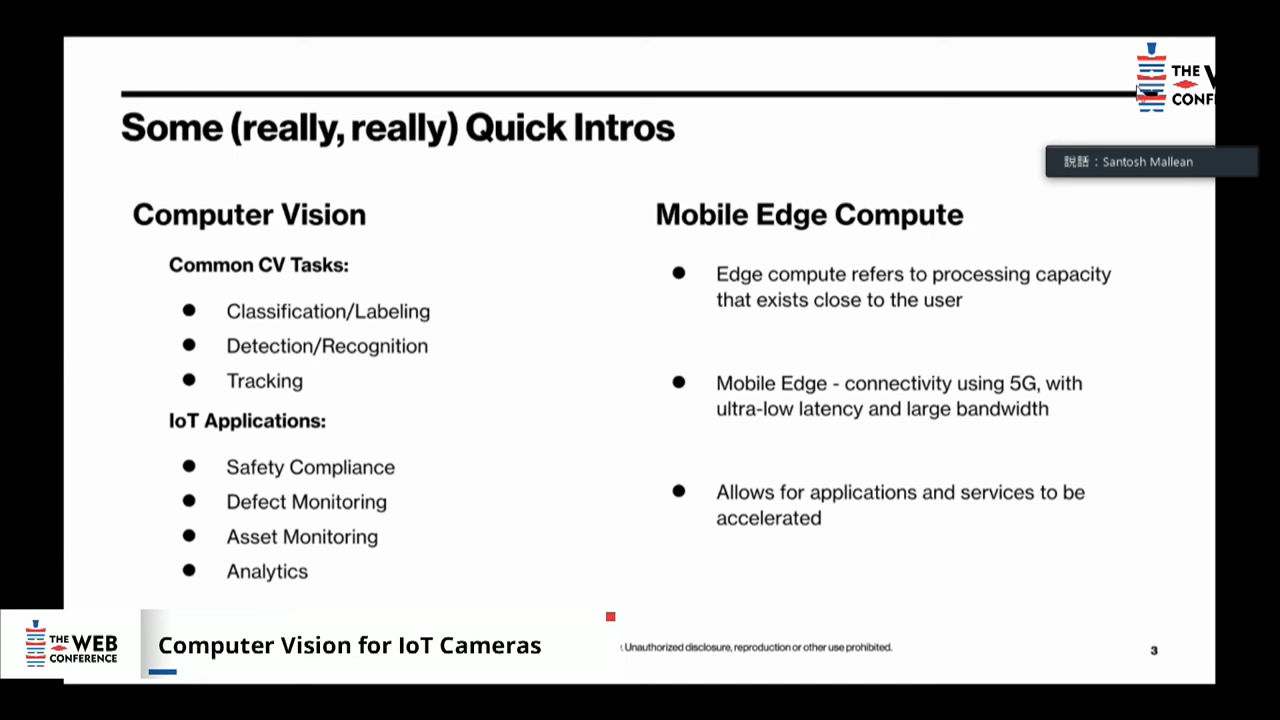 THE
CONF
Some (really, really) Quick Intros
說話：Santosh Mallean
Computer Vision
Common CV Tasks:
Classification/Labeling
Detection/Recognition
Tracking
IoT Applications:
Safety Compliance
Defect Monitoring
Asset Monitoring
Analytics
Mobile Edge Compute
Edge compute refers to processing capacity
that exists close to the user
Mobile Edge - connectivity using 5G, with
ultra-low latency and large bandwidth
Allows for applications and services to be
accelerated
THE WEB
CONFERENCE
Computer Vision for IoT Cameras
. Unauthorized disclosure, reproduction or other use prohibited.
3